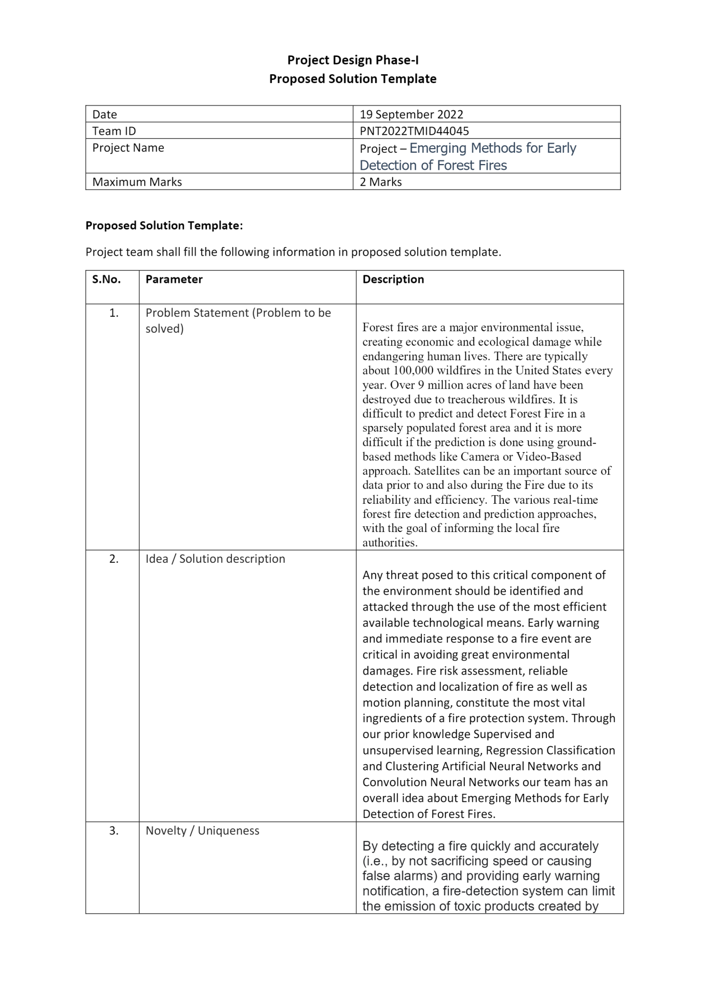 Project Design Phase-I
Proposed Solution Template
Date
19 September 2022
Team ID
PNT2022TMID44045
Project Name
Project – Emerging Methods for Early
Detection of Forest Fires
Maximum Marks
2 Marks
Proposed Solution Template:
Project team shall fill the following information in proposed solution template.
S.No.
Parameter
Description
1.
Problem Statement (Problem to be
solved)
Forest fires are a major environmental issue,
creating economic and ecological damage while
endangering human lives. There are typically
about 100,000 wildfires in the United States every
year. Over 9 million acres of land have been
destroyed due to treacherous wildfires. It is
difficult to predict and detect Forest Fire in a
sparsely populated forest area and it is more
difficult if the prediction is done using ground-
based methods like Camera or Video-Based
approach. Satellites can be an important source of
data prior to and also during the Fire due to its
reliability and efficiency. The various real-time
forest fire detection and prediction approaches,
with the goal of informing the local fire
authorities.
2.
Idea / Solution description
Any threat posed to this critical component of
the environment should be identified and
attacked through the use of the most efficient
available technological means. Early warning
and immediate response to a fire event are
critical in avoiding great environmental
damages. Fire risk assessment, reliable
detection and localization of fire as well as
motion planning, constitute the most vital
ingredients of a fire protection system. Through
our prior knowledge Supervised and
unsupervised learning, Regression Classification
and Clustering Artificial Neural Networks and
Convolution Neural Networks our team has an
overall idea about Emerging Methods for Early
Detection of Forest Fires.
3.
Novelty / Uniqueness
By detecting a fire quickly and accurately
(i.e., by not sacrificing speed or causing
false alarms) and providing early warning
notification, a fire-detection system can limit
the emission of toxic products created by